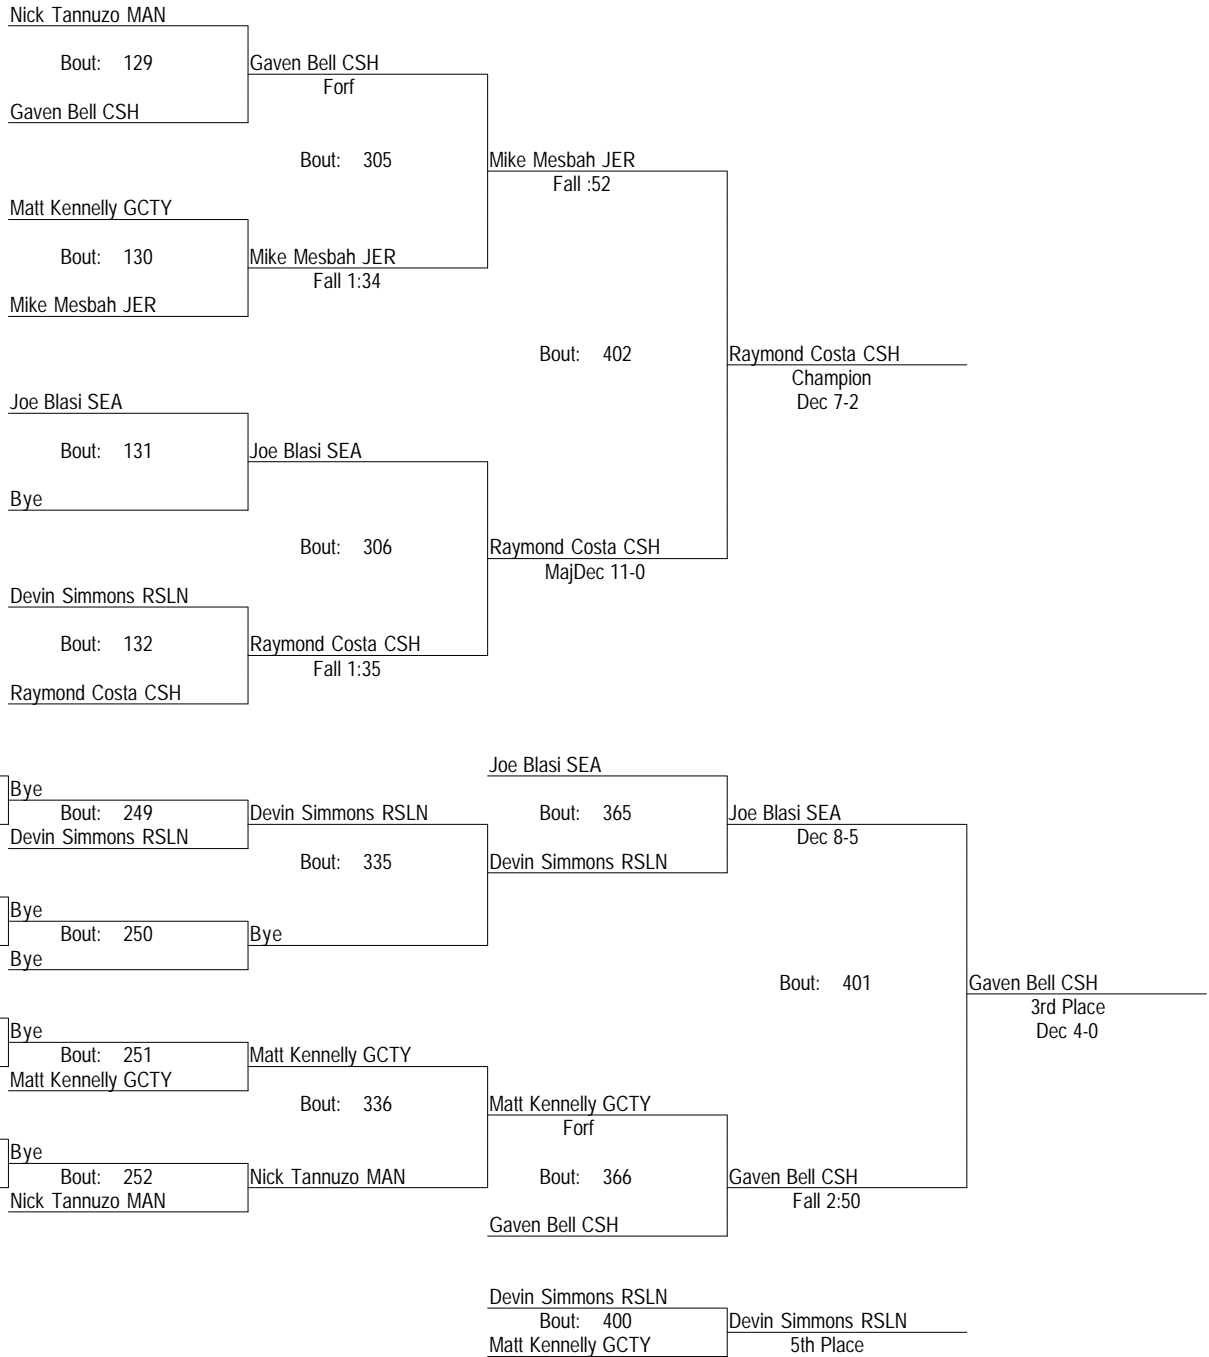 Nick Tannuzo MAN
Bout: 129
Gaven Bell CSH
Forf
Gaven Bell CSH
Bout: 305
Mike Mesbah JER
Fall :52
Matt Kennelly GCTY
Bout: 130
Mike Mesbah JER
Fall 1:34
Mike Mesbah JER
Bout: 402
Raymond Costa CSH
Champion
Dec 7-2
Joe Blasi SEA
Bout: 131
Joe Blasi SEA
Bye
Bout: 306
Raymond Costa CSH
MajDec 11-0
Devin Simmons RSLN
Bout: 132
Raymond Costa CSH
Fall 1:35
Raymond Costa CSH
Joe Blasi SEA
Bye
Bout: 249
Devin Simmons RSLN
Bout: 365
Joe Blasi SEA
Dec 8-5
Devin Simmons RSLN
Bout: 335
Devin Simmons RSLN
Bye
Bout: 250
Bye
Bye
Bout: 401
Gaven Bell CSH
3rd Place
Dec 4-0
Bye
Bout: 251
Matt Kennelly GCTY
Matt Kennelly GCTY
Bout: 336
Matt Kennelly GCTY
Forf
Bye
Bout: 252
Nick Tannuzo MAN
Bout: 366
Gaven Bell CSH
Fall 2:50
Nick Tannuzo MAN
Gaven Bell CSH
Devin Simmons RSLN
Bout: 400
Devin Simmons RSLN
Matt Kennelly GCTY
5th Place